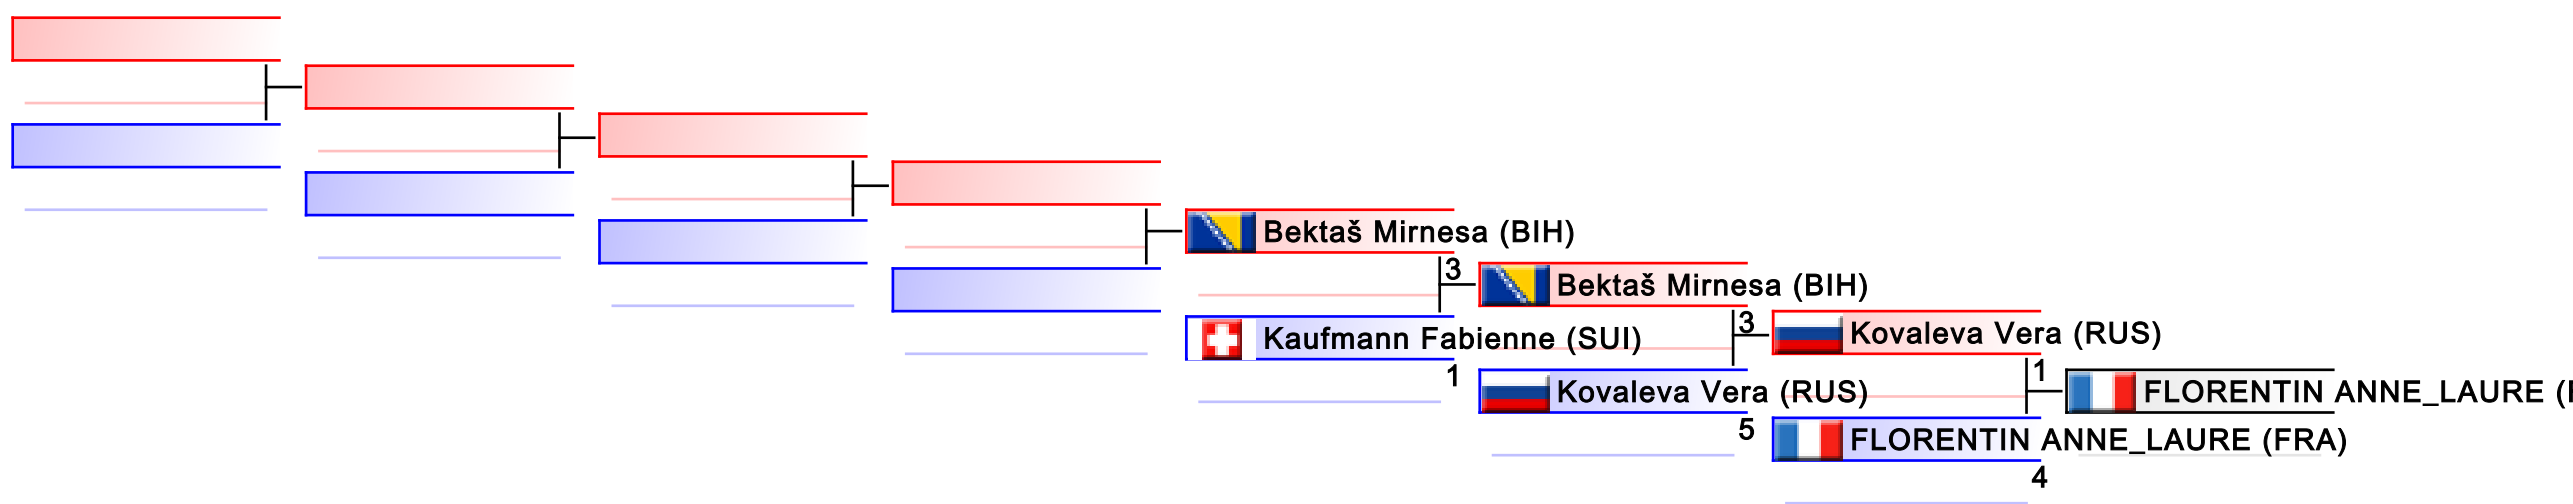 Bektaš Mirnesa (BIH)
3
Kaufmann Fabienne (SUI)
1
Bektaš Mirnesa (BIH)
3
Kovaleva Vera (RUS)
5
Kovaleva Vera (RUS)
1
FLORENTIN ANNE_LAURE (FRA)
4
FLORENTIN ANNE_LAURE (